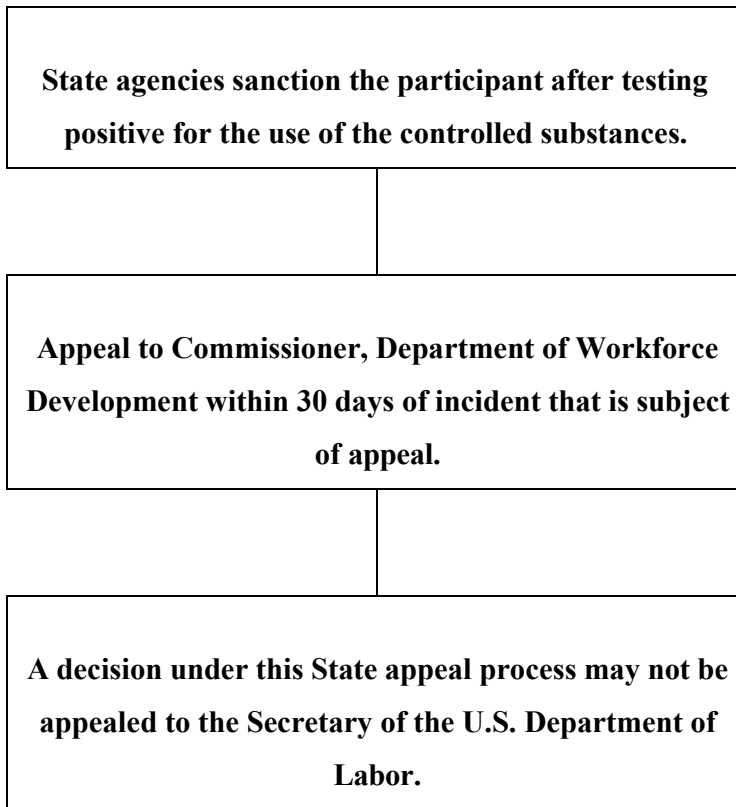 State agencies sanction the participant after testing
positive for the use of the controlled substances.
Appeal to Commissioner, Department of Workforce
Development within 30 days of incident that is subject
of appeal.
A decision under this State appeal process may not be
appealed to the Secretary of the U.S. Department of
Labor.